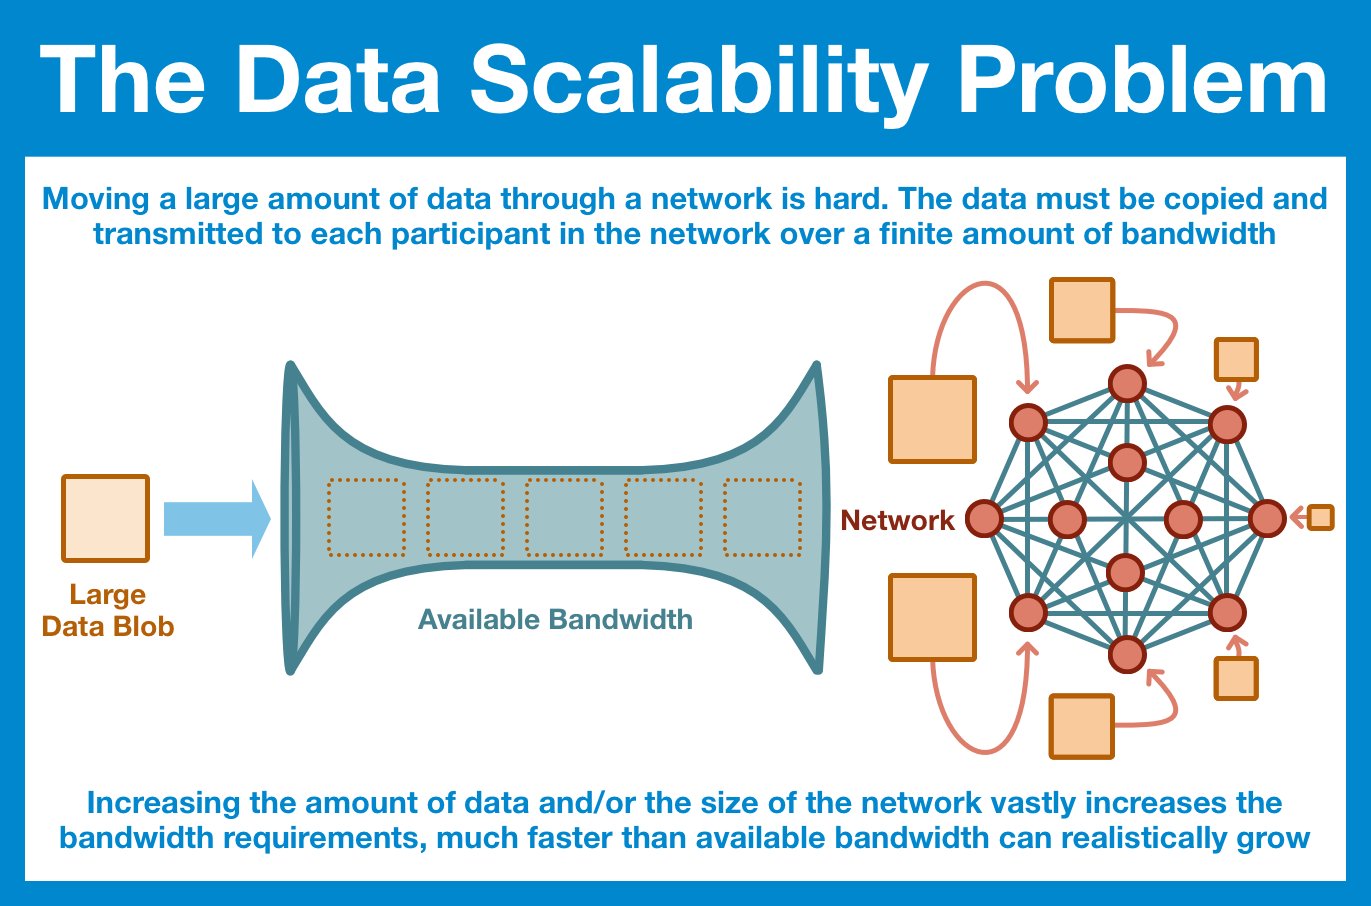 The Data Scalability Problem
Moving a large amount of data through a network is hard. The data must be copied and
transmitted to each participant in the network over a finite amount of bandwidth
Large
Data Blob
Available Bandwidth
Network
Increasing the amount of data and/or the size of the network vastly increases the
bandwidth requirements, much faster than available bandwidth can realistically grow